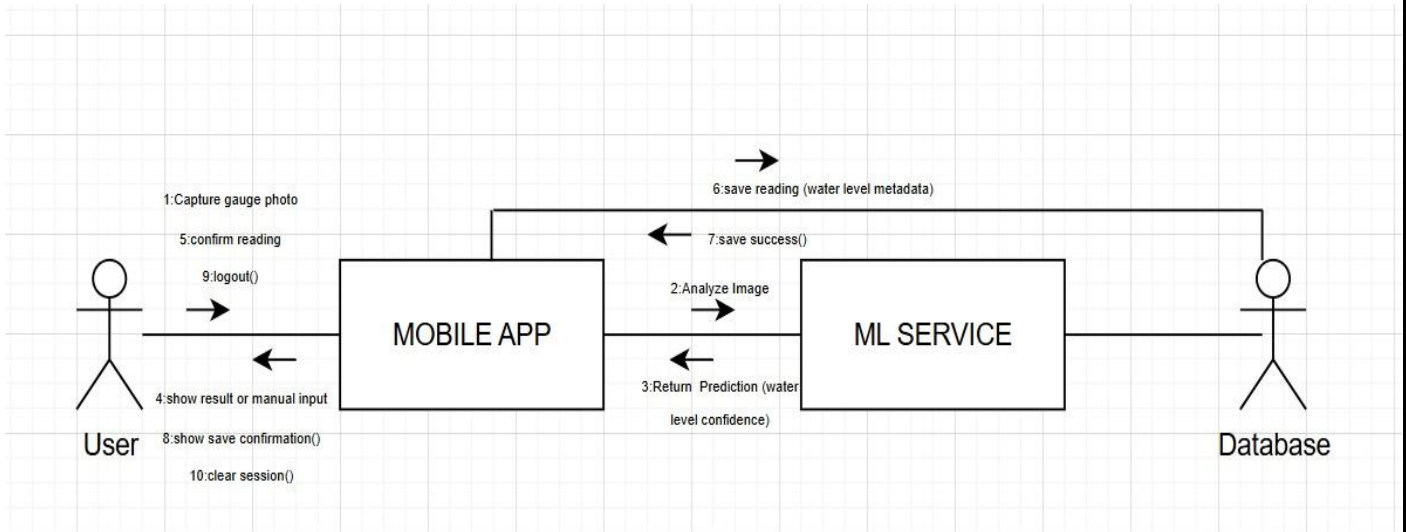 6:save reading (water level metadata)
1:Capture gauge photo
5:confirm reading
7:save success()
9:logout()
2:Analyze Image
MOBILE APP
ML SERVICE
3:Return Prediction (water
level confidence)
4:show result or manual input
8:show save confirmation()
10:clear session()
User
Database